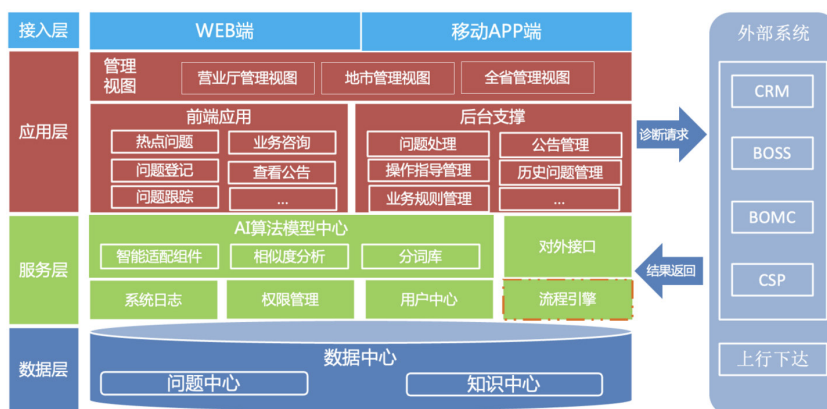 接入层
WEB端
移动APP端
应用层
管理
视图
营业厅管理视图
地市管理视图
全省管理视图
前端应用
热点问题
业务咨询
问题登记
查看公告
问题跟踪
...
后台支撑
问题处理
公告管理
操作指导管理
历史问题管理
业务规则管理
...
服务层
AI算法模型中心
智能适配组件
相似度分析
分词库
对外接口
系统日志
权限管理
用户中心
流程引擎
数据层
数据中心
问题中心
知识中心
诊断请求
结果返回
外部系统
CRM
BOSS
BOMC
CSP
上行下达